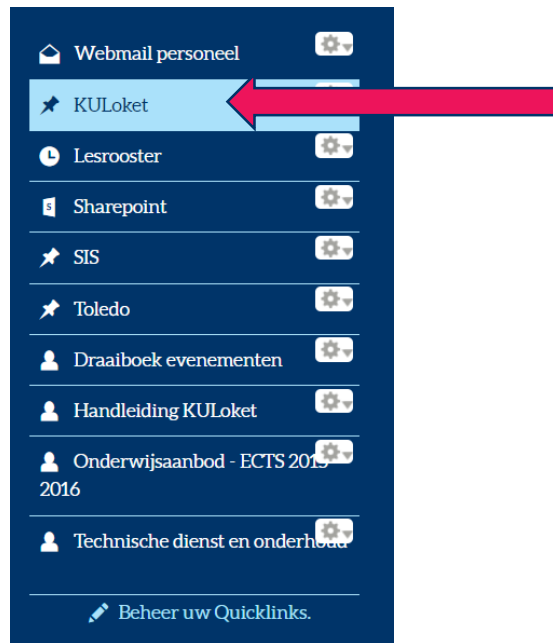 Webmail personeel
KULoket
Lesrooster
Sharepoint
SIS
Toledo
Draaiboek evenementen
Handleiding KULoket
Onderwijsaanbod - ECTS 2015-
2016
Technische dienst en onderhoud
Beheer uw Quicklinks.